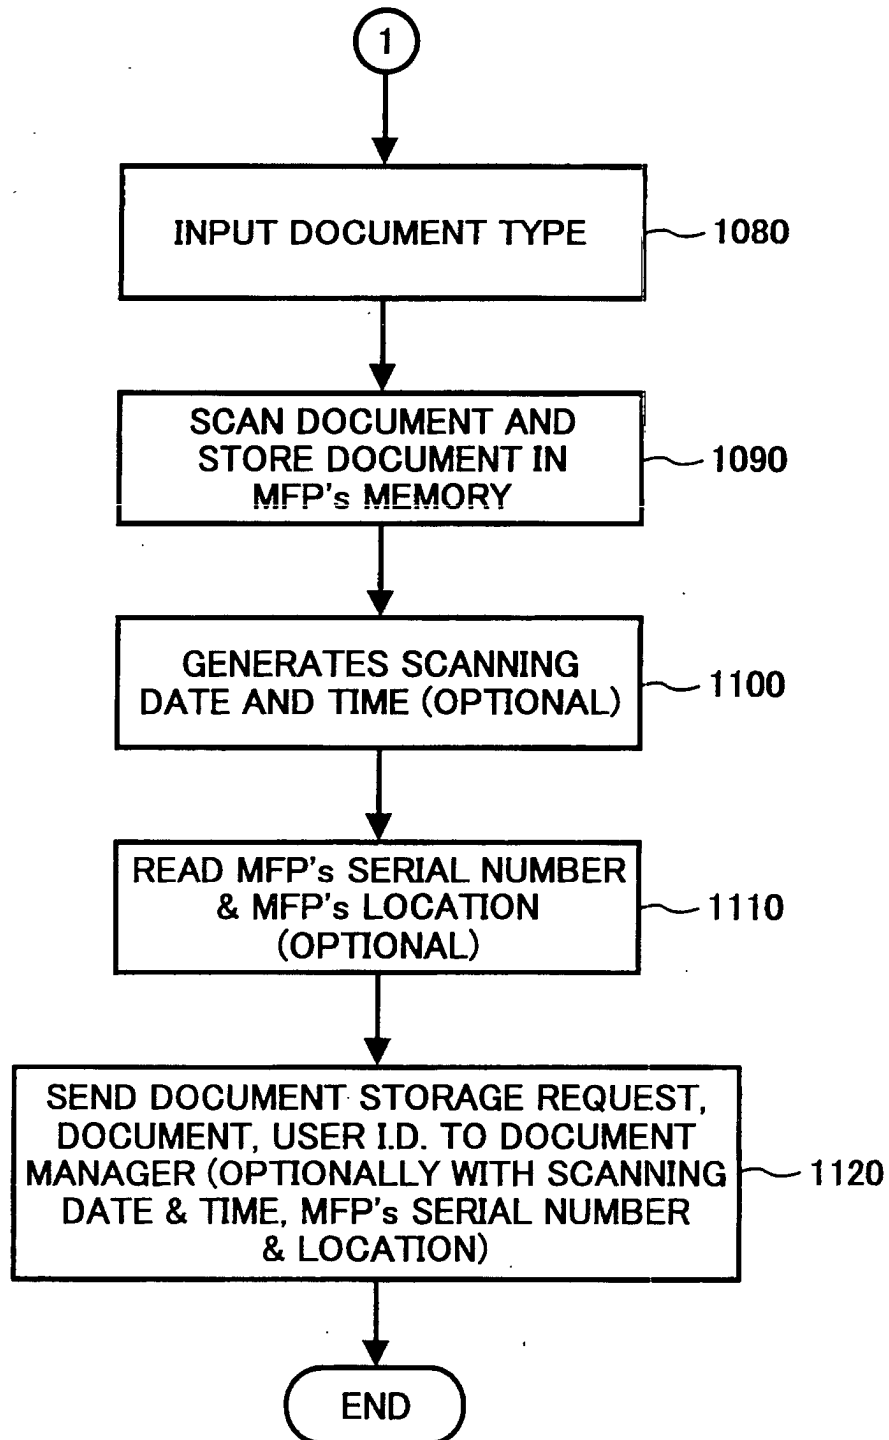 1
INPUT DOCUMENT TYPE
1080
SCAN DOCUMENT AND
STORE DOCUMENT IN
MFP's MEMORY
1090
GENERATES SCANNING
DATE AND TIME (OPTIONAL)
1100
READ MFP's SERIAL NUMBER
& MFP's LOCATION
(OPTIONAL)
1110
SEND DOCUMENT STORAGE REQUEST,
DOCUMENT, USER I.D. TO DOCUMENT
MANAGER (OPTIONALLY WITH SCANNING
DATE & TIME, MFP's SERIAL NUMBER
& LOCATION)
1120
END